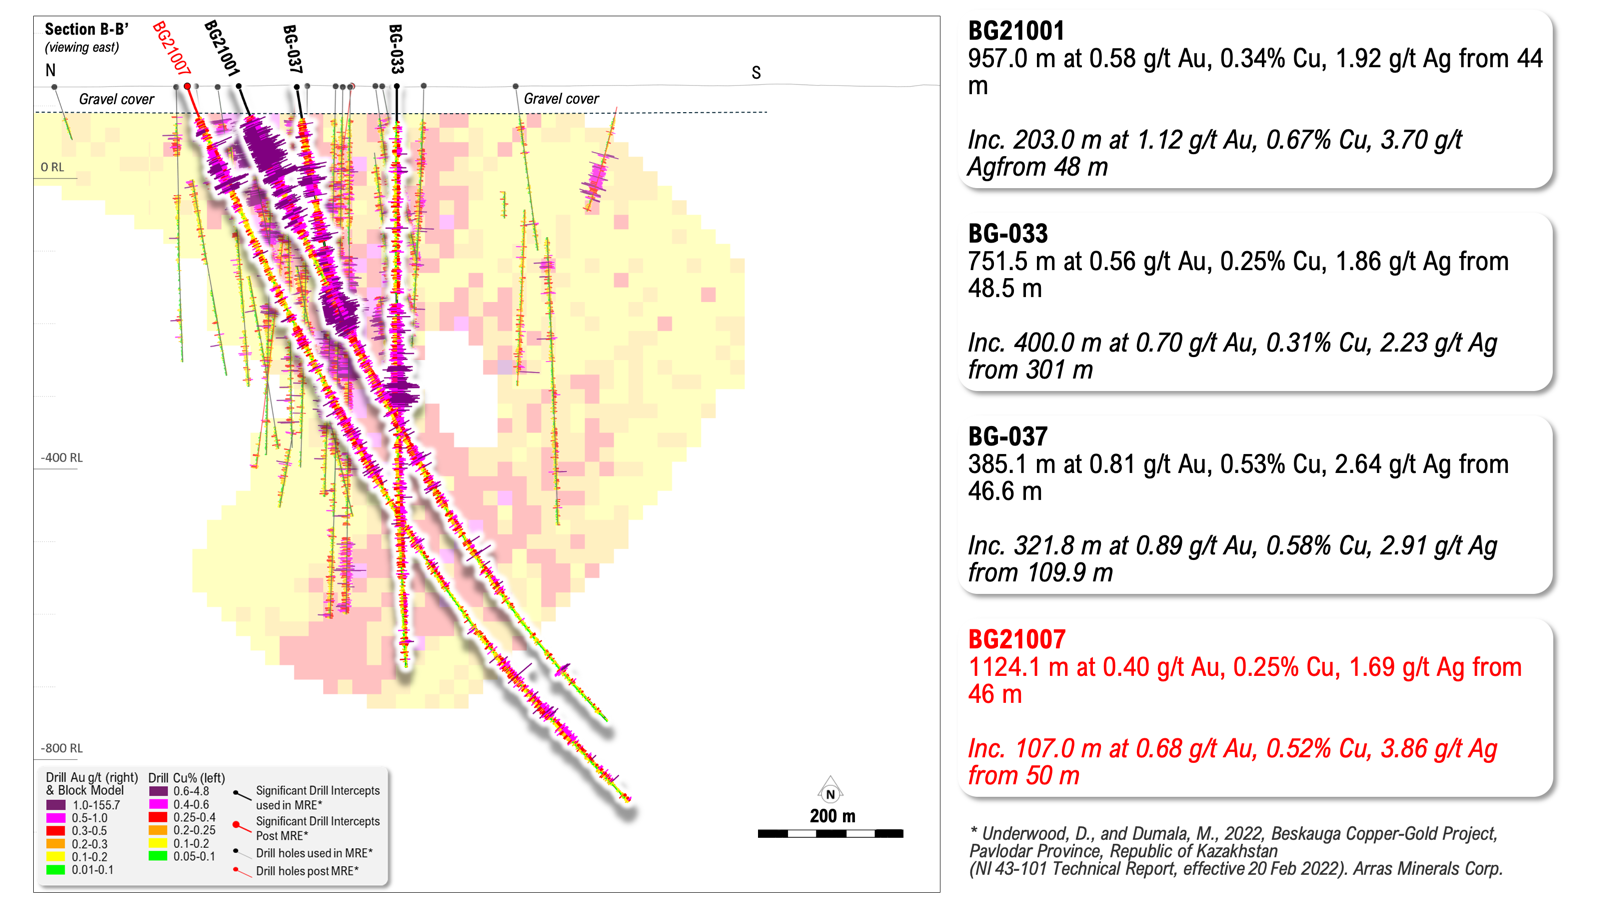 Section B-B’
(viewing east)
N
BG21007
BG21001
BG-037
BG-033
S
Gravel cover
Gravel cover
0 RL
-400 RL
-800 RL
Drill Au g/t (right)
& Block Model
1.0-155.7
0.5-1.0
0.3-0.5
0.2-0.3
0.1-0.2
0.01-0.1
Drill Cu% (left)
0.6-4.8
0.4-0.6
0.25-0.4
0.2-0.25
0.1-0.2
0.05-0.1
Significant Drill Intercepts
used in MRE*
Significant Drill Intercepts
Post MRE*
Drill holes used in MRE*
Drill holes post MRE*
N
200 m
BG21001
957.0 m at 0.58 g/t Au, 0.34% Cu, 1.92 g/t Ag from 44
m
Inc. 203.0 m at 1.12 g/t Au, 0.67% Cu, 3.70 g/t
Agfrom 48 m
BG-033
751.5 m at 0.56 g/t Au, 0.25% Cu, 1.86 g/t Ag from
48.5 m
Inc. 400.0 m at 0.70 g/t Au, 0.31% Cu, 2.23 g/t Ag
from 301 m
BG-037
385.1 m at 0.81 g/t Au, 0.53% Cu, 2.64 g/t Ag from
46.6 m
Inc. 321.8 m at 0.89 g/t Au, 0.58% Cu, 2.91 g/t Ag
from 109.9 m
BG21007
1124.1 m at 0.40 g/t Au, 0.25% Cu, 1.69 g/t Ag from
46 m
Inc. 107.0 m at 0.68 g/t Au, 0.52% Cu, 3.86 g/t Ag
from 50 m
* Underwood, D., and Dumala, M., 2022, Beskauga Copper-Gold Project,
Pavlodar Province, Republic of Kazakhstan
(NI 43-101 Technical Report, effective 20 Feb 2022). Arras Minerals Corp.